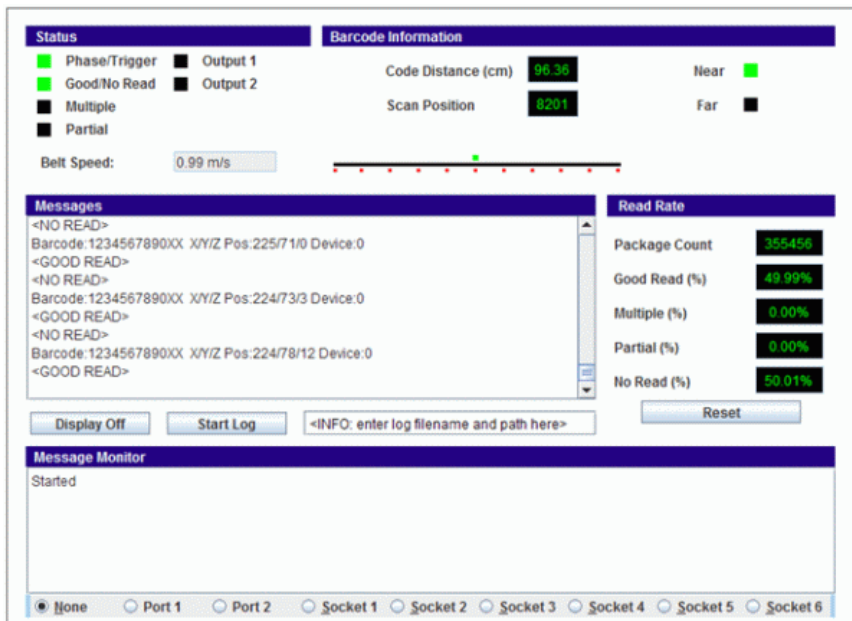 Status
Phase/Trigger Output 1
Good/No Read Output 2
Multiple
Partial
Belt Speed: 0.99 m/s
Barcode Information
Code Distance (cm) 96.36 Near
Scan Position 8201 Far
Messages
<NO READ>
Barcode:1234567890XX X/Y/Z Pos:225/71/0 Device:0
<GOOD READ>
<NO READ>
Barcode:1234567890XX X/Y/Z Pos:224/73/3 Device:0
<GOOD READ>
<NO READ>
Barcode:1234567890XX X/Y/Z Pos:224/78/12 Device:0
<GOOD READ>
Read Rate
Package Count 355456
Good Read (%) 49.99%
Multiple (%) 0.00%
Partial (%) 0.00%
No Read (%) 50.01%
Reset
Display Off Start Log <INFO: enter log filename and path here>
Message Monitor
Started
None Port 1 Port 2 Socket 1 Socket 2 Socket 3 Socket 4 Socket 5 Socket 6